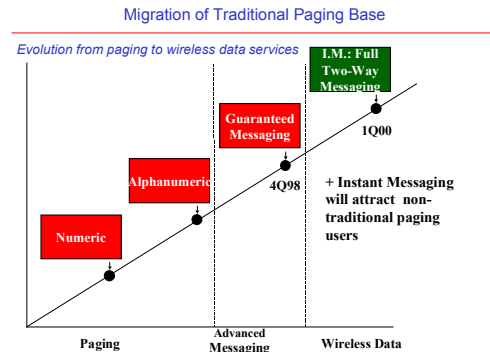 Migration of Traditional Paging Base
Evolution from paging to wireless data services
I.M.: Full
Two-Way
Messaging
1Q00
Guaranteed
Messaging
4Q98
Alphanumeric
Numeric
+ Instant Messaging
will attract non-
traditional paging
users
Paging
Advanced
Messaging
Wireless Data